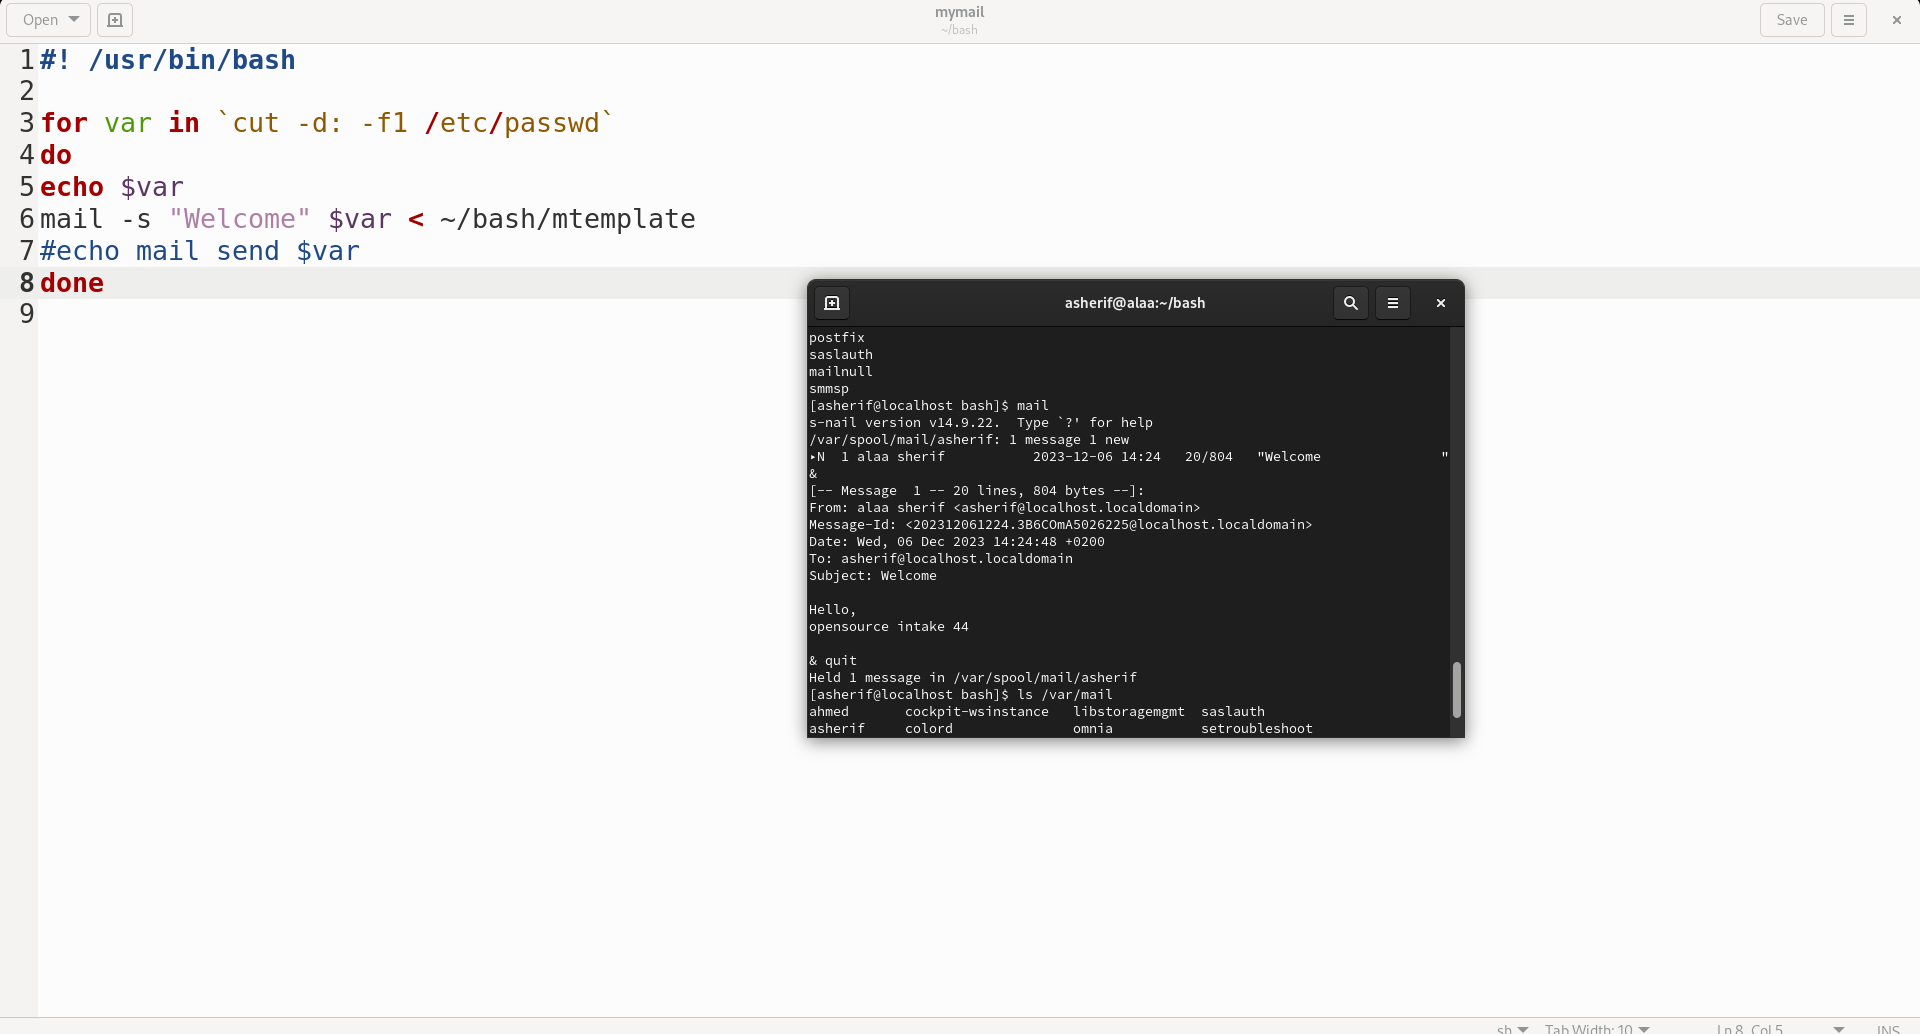 Open
mymail
~/bash
Save
1 #! /usr/bin/bash
2
3 for var in `cut -d: -f1 /etc/passwd`
4 do
5 echo $var
6 mail -s "Welcome" $var < ~/bash/mtemplate
7 #echo mail send $var
8 done
9
asherif@alaa:~/bash
postfix
saslauth
mailnull
smmsp
[asherif@localhost bash]$ mail
s-nail version v14.9.22.  Type `?' for help
/var/spool/mail/asherif: 1 message 1 new
▸N  1 alaa sherif           2023-12-06 14:24   20/804   "Welcome               "
&
[-- Message  1 -- 20 lines, 804 bytes --]:
From: alaa sherif <asherif@localhost.localdomain>
Message-Id: <202312061224.3B6COmA5026225@localhost.localdomain>
Date: Wed, 06 Dec 2023 14:24:48 +0200
To: asherif@localhost.localdomain
Subject: Welcome
Hello,
opensource intake 44
& quit
Held 1 message in /var/spool/mail/asherif
[asherif@localhost bash]$ ls /var/mail
ahmed       cockpit-wsinstance   libstoragemgmt  saslauth
asherif     colord               omnia           setroubleshoot
sh Tab Width: 10 Ln 8, Col 5 INS